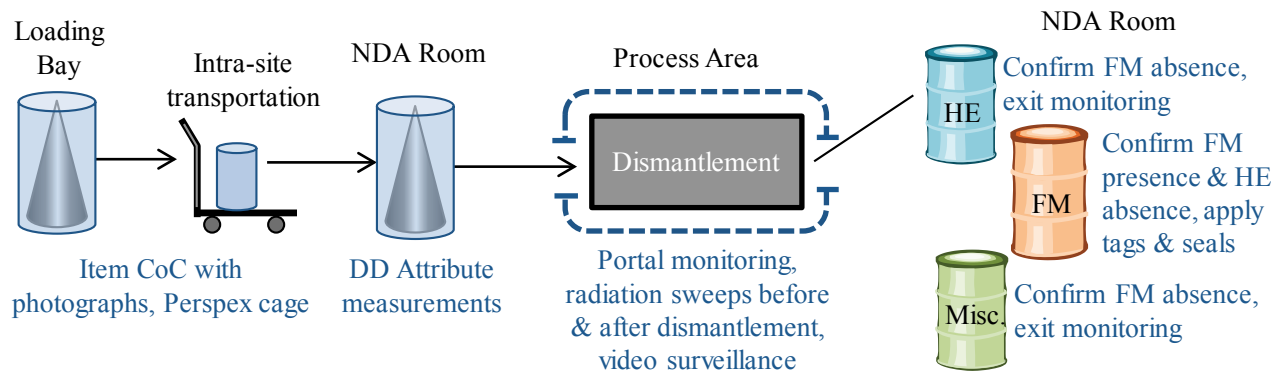 Loading
Bay
Intra-site
transportation
NDA Room
Process Area
NDA Room
Dismantlement
HE
Confirm FM absence,
exit monitoring
FM
Confirm FM
presence & HE
absence, apply
tags & seals
Misc.
Confirm FM absence,
exit monitoring
Item CoC with
photographs, Perspex cage
DD Attribute
measurements
Portal monitoring,
radiation sweeps before
& after dismantlement,
video surveillance